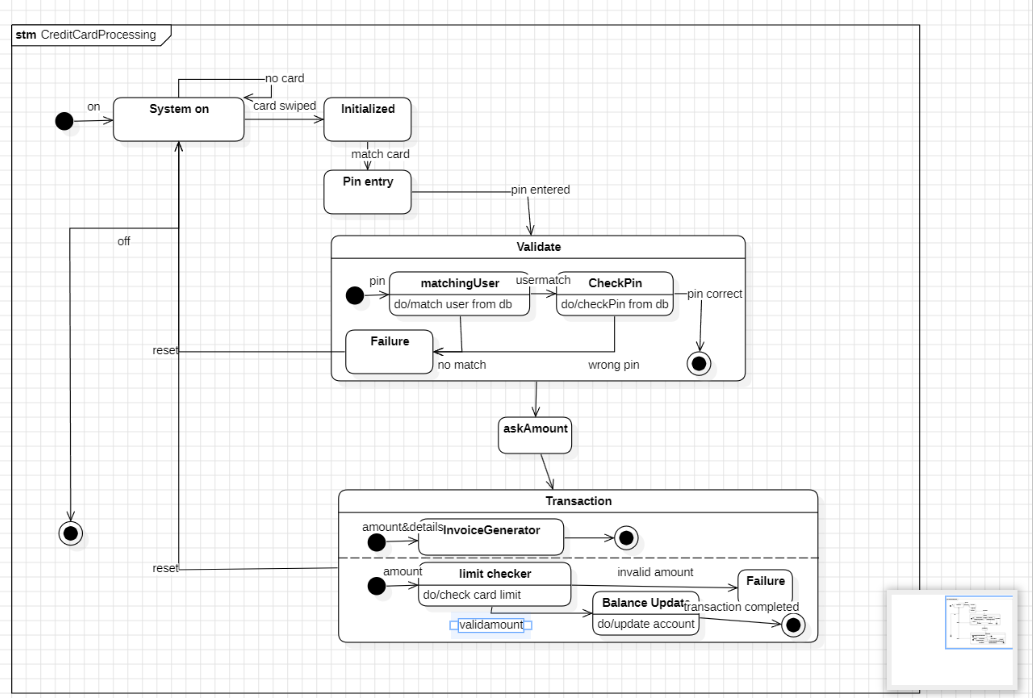 stm CreditCardProcessing
no card
on
System on
card swiped
Initialized
match card
Pin entry
pin entered
off
Validate
pin
matchingUser
usermatch
CheckPin
do/match user from db
do/checkPin from db
pin correct
Failure
reset
no match
wrong pin
askAmount
Transaction
amount&details
InvoiceGenerator
reset
amount
limit checker
invalid amount
Failure
do/check card limit
Balance Updat
transaction completed
do/update account
validamount